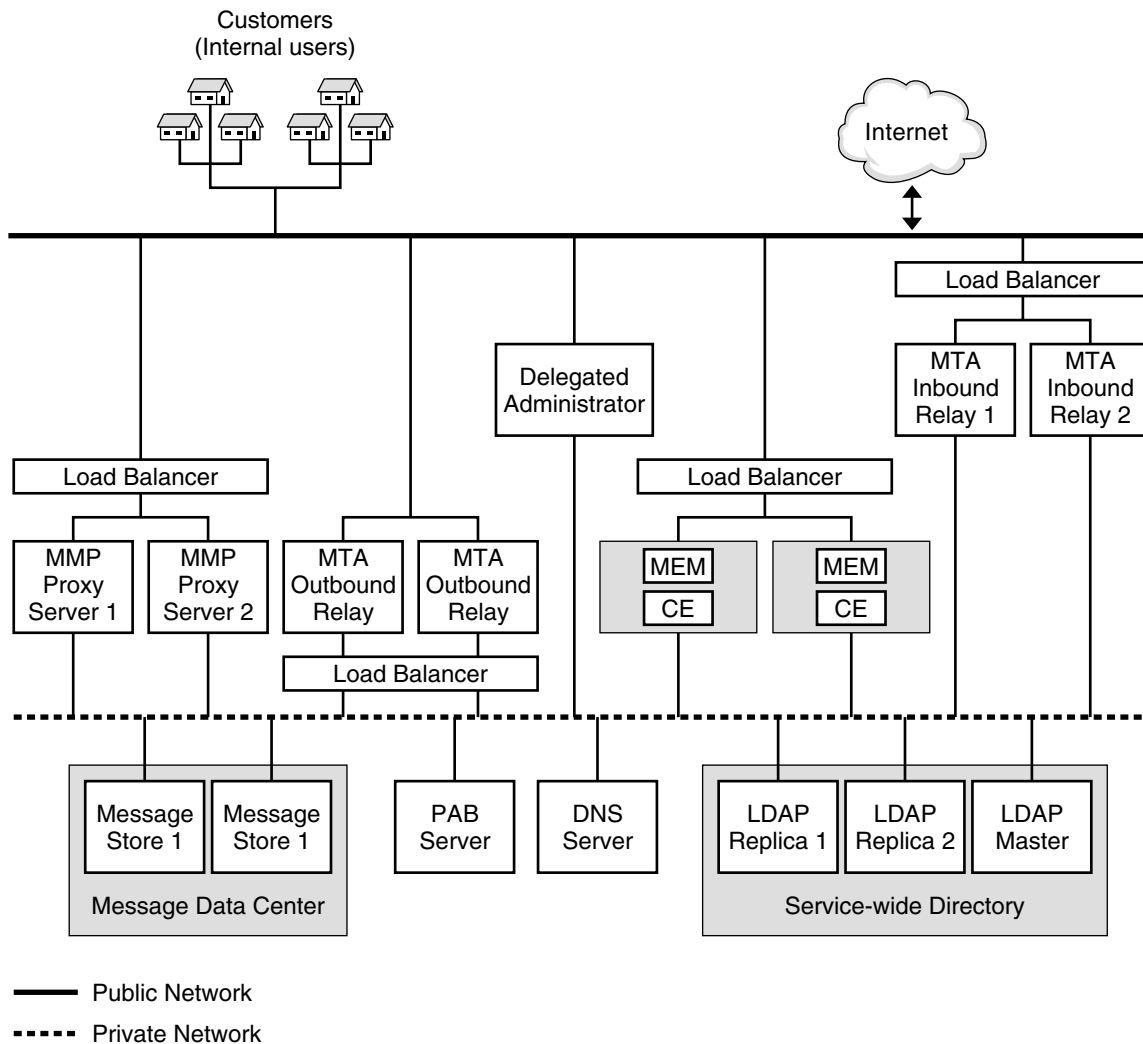 Customers
(Internal users)
Internet
Load Balancer
MTA
Inbound
Relay 1
MTA
Inbound
Relay 2
Delegated
Administrator
Load Balancer
Load Balancer
MMP
Proxy
Server 1
MMP
Proxy
Server 2
MTA
Outbound
Relay
MTA
Outbound
Relay
MEM
CE
MEM
CE
Load Balancer
Message
Store 1
Message
Store 1
Message Data Center
PAB
Server
DNS
Server
LDAP
Replica 1
LDAP
Replica 2
LDAP
Master
Service-wide Directory
Public Network
Private Network